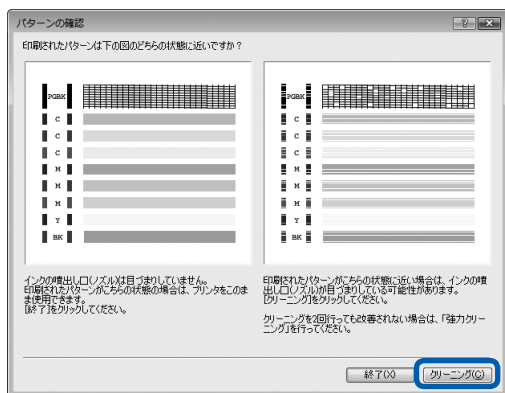 パターンの確認
印刷されたパターンは下の図のどちらの状態に近いですか?
PGBK
C
C
C
M
M
M
Y
BK
PGBK
C
C
C
M
M
M
Y
BK
インクの噴出し口(ノズル)は目づまりしていません。
印刷されたパターンがこちらの状態の場合は、プリンタをこのま
ま使用できます。
[終了]をクリックしてください。
印刷されたパターンがこちらの状態に近い場合は、インクの噴
出し口(ノズル)が目づまりしている可能性があります。
[クリーニング]をクリックしてください。
クリーニングを2回行っても改善されない場合は、「強力クリー
ニング」を行ってください。
終了(X)
クリーニング(C)